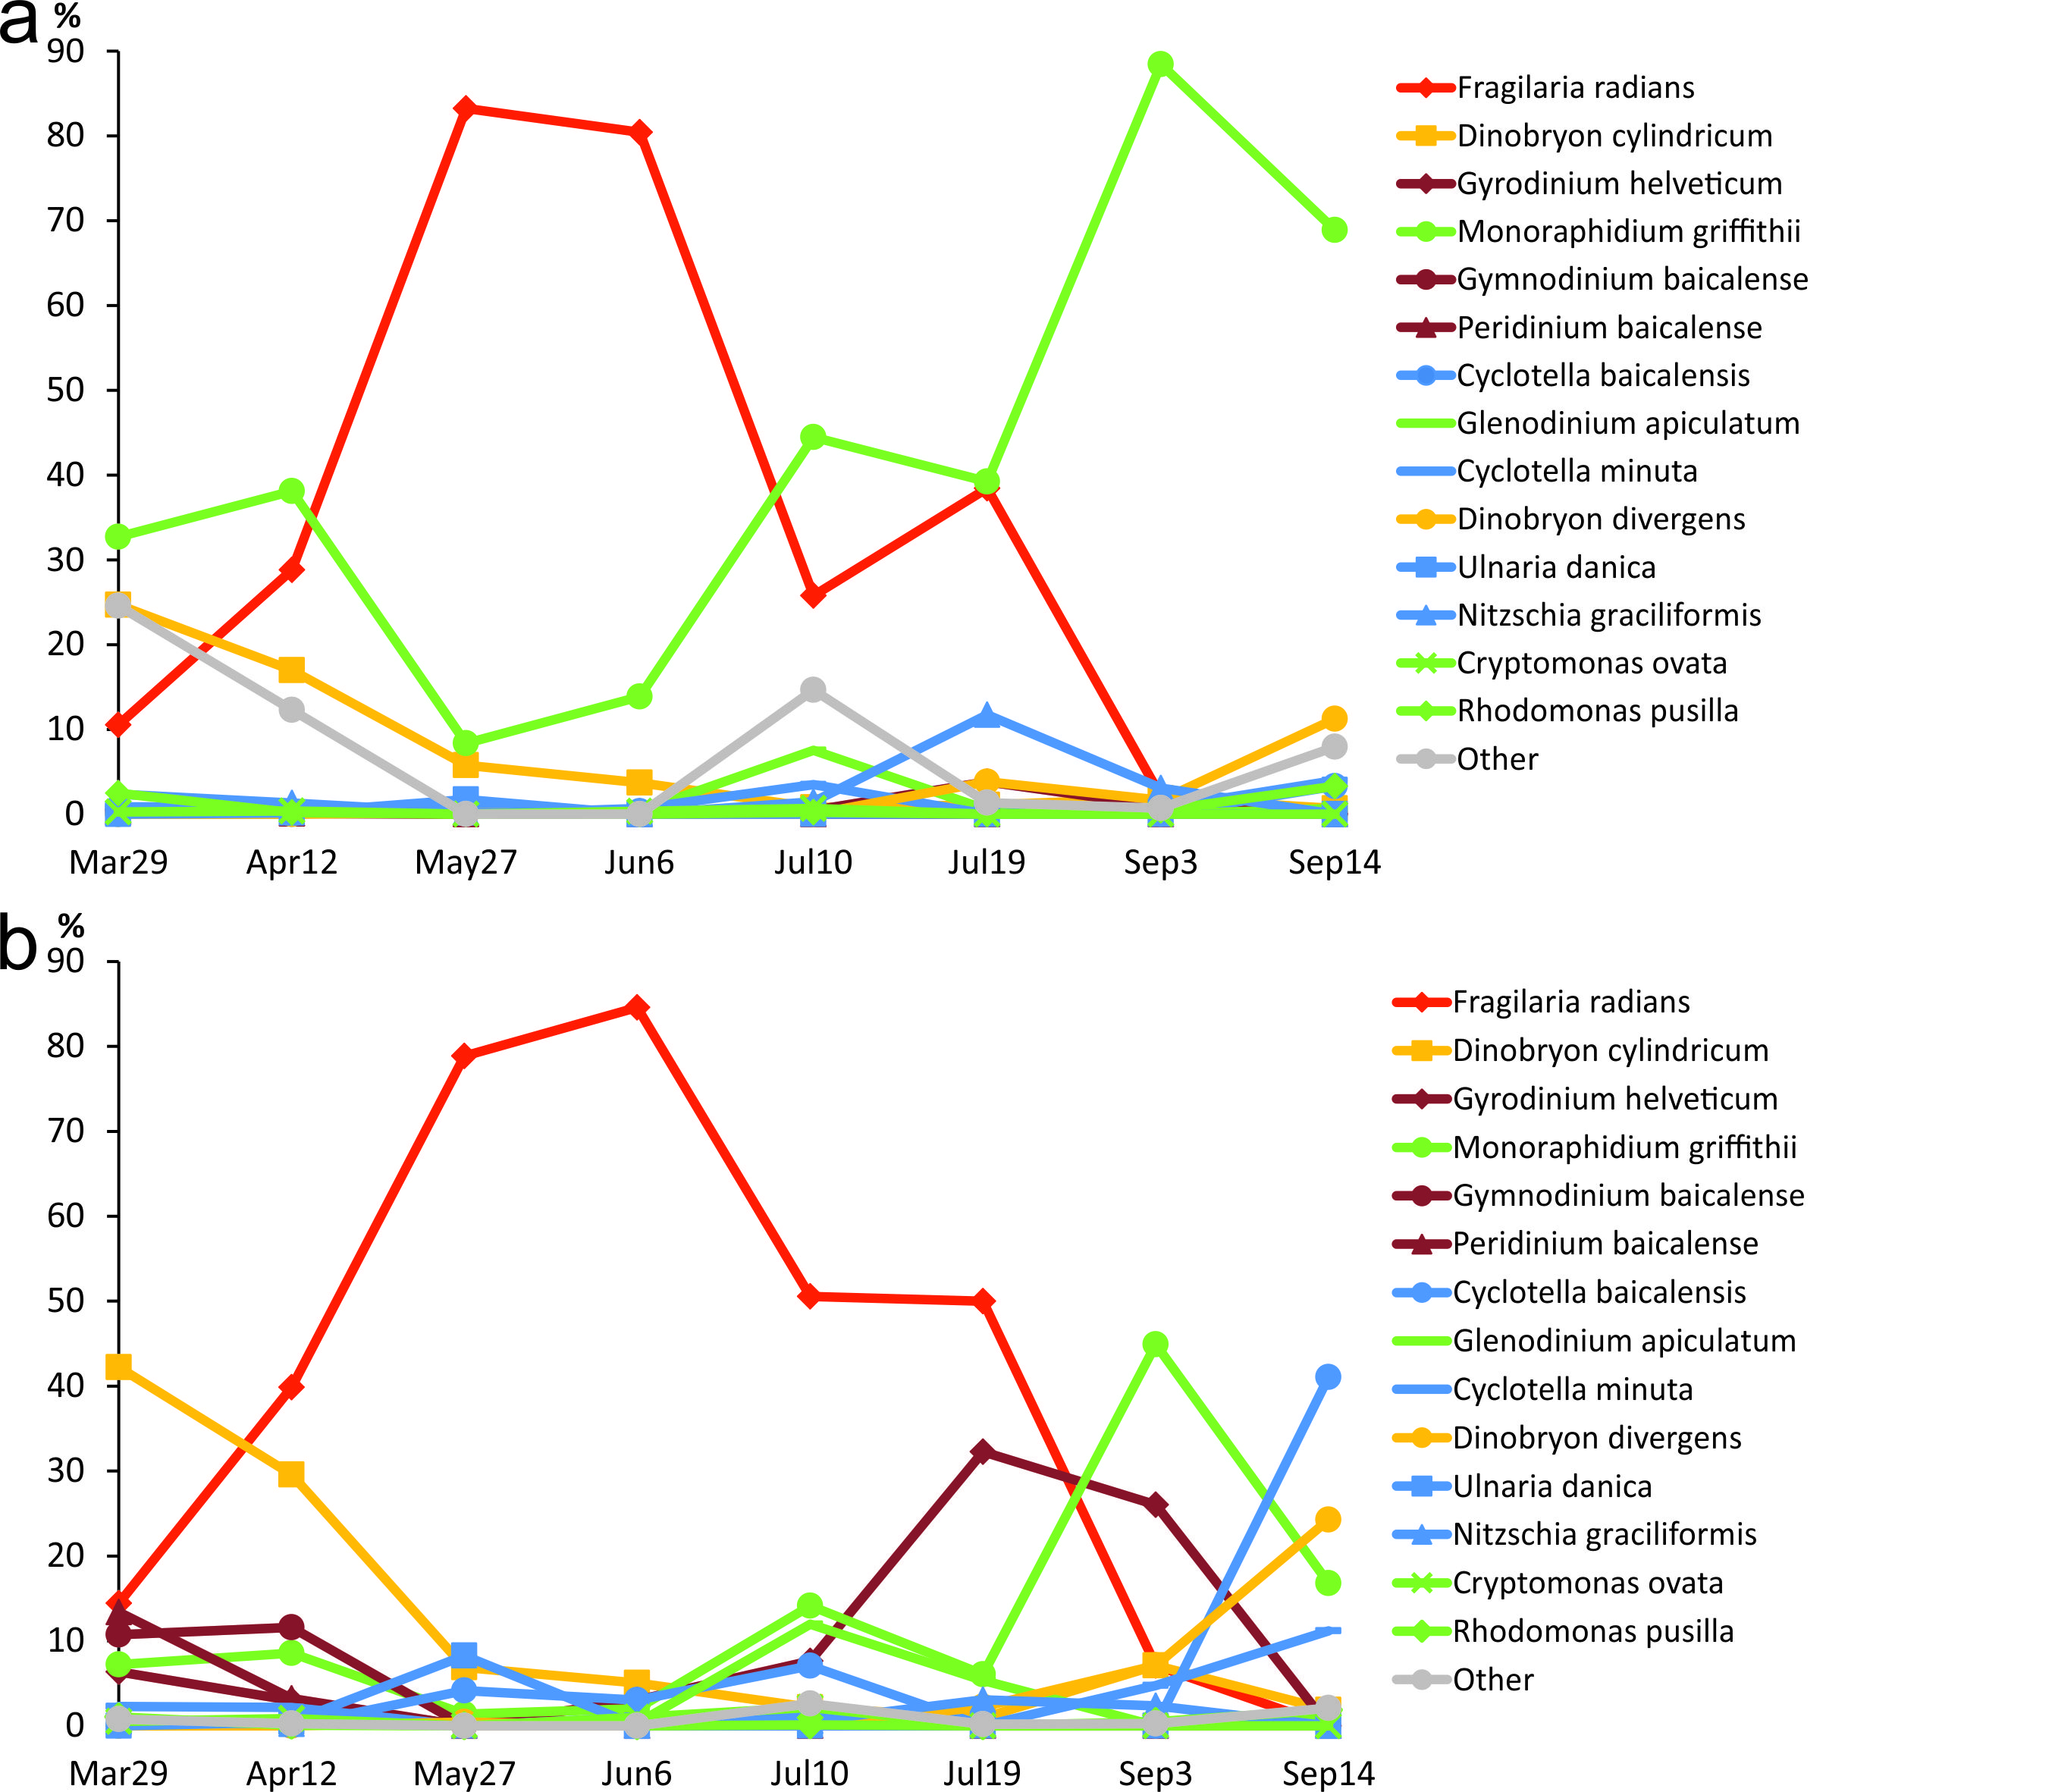 a
%
90
80
70
60
50
40
30
20
10
0
Mar29 Apr12 May27 Jun6 Jul10 Jul19 Sep3 Sep14
Fragilaria radians
Dinobryon cylindricum
Gyrodinium helveticum
Monoraphidium griffithii
Gymnodinium baicalense
Peridinium baicalense
Cyclotella baicalensis
Glenodinium apiculatum
Cyclotella minuta
Dinobryon divergens
Ulnaria danica
Nitzschia graciliformis
Cryptomonas ovata
Rhodomonas pusilla
Other
b
%
90
80
70
60
50
40
30
20
10
0
Mar29 Apr12 May27 Jun6 Jul10 Jul19 Sep3 Sep14
Fragilaria radians
Dinobryon cylindricum
Gyrodinium helveticum
Monoraphidium griffithii
Gymnodinium baicalense
Peridinium baicalense
Cyclotella baicalensis
Glenodinium apiculatum
Cyclotella minuta
Dinobryon divergens
Ulnaria danica
Nitzschia graciliformis
Cryptomonas ovata
Rhodomonas pusilla
Other